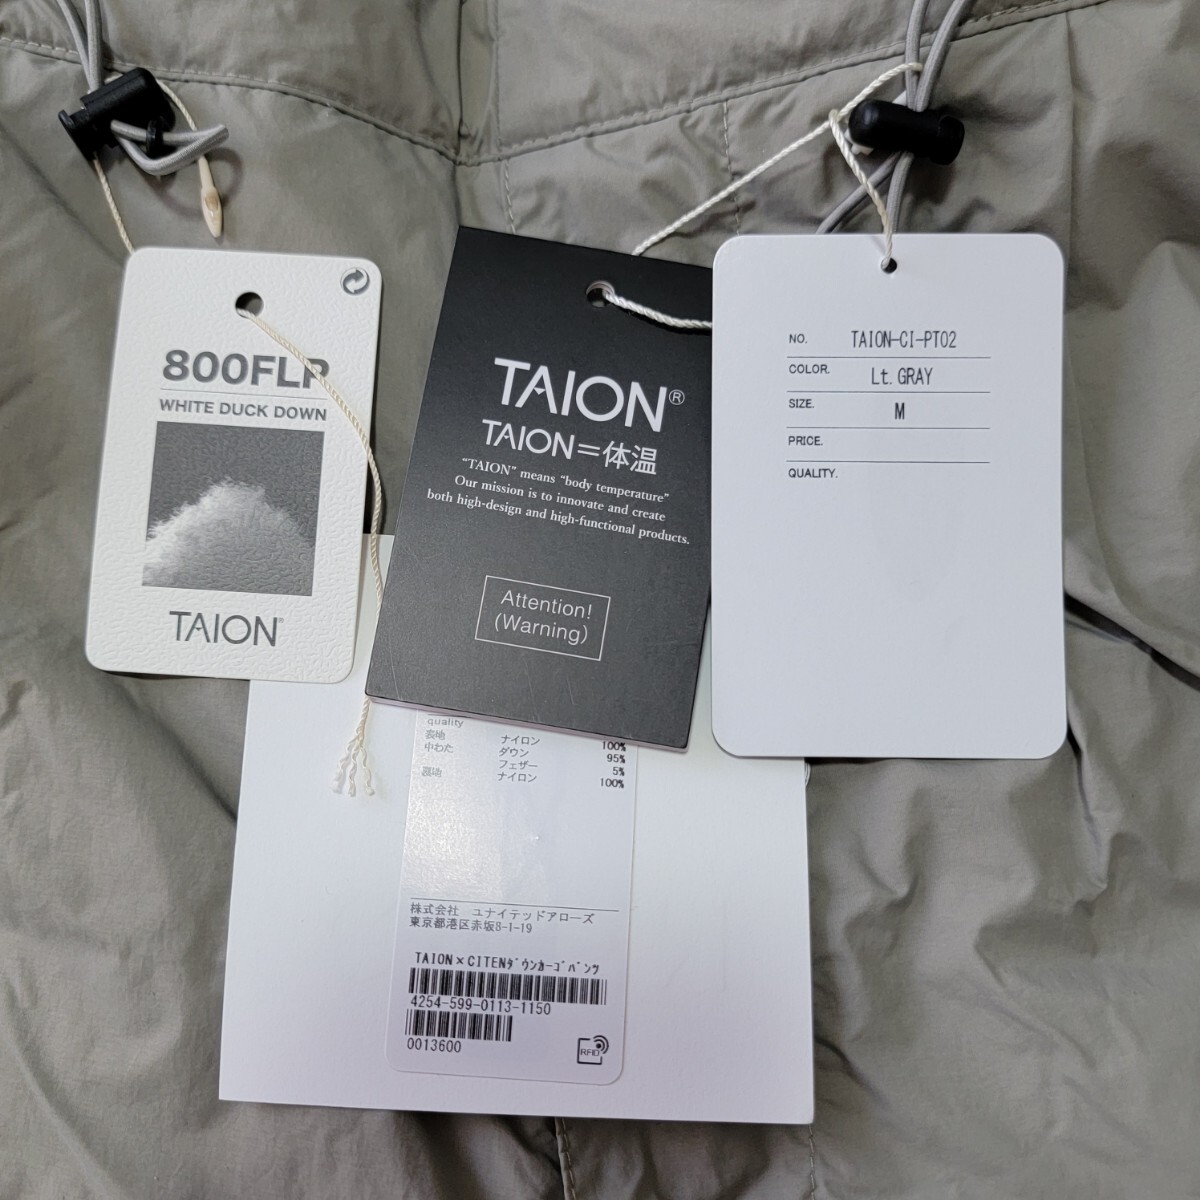 800FLP
WHITE DUCK DOWN
TAION®
TAION®
TAION=体温
“TAION” means “body temperature”
Our mission is to innovate and create
both high-design and high-functional products.
Attention!
(Warning)
NO. TAION-CI-PT02
COLOR. Lt.GRAY
SIZE. M
PRICE.
QUALITY.
quality
表地 ナイロン 100%
中わた ダウン 95%
フェザー 5%
裏地 ナイロン 100%
株式会社 ユナイテッドアローズ
東京都港区赤坂8-1-19
TAION×CITENﾀﾞｳﾝｶｰｺﾞﾊﾟﾝﾂ
4254-599-0113-1150
0013600
RFID